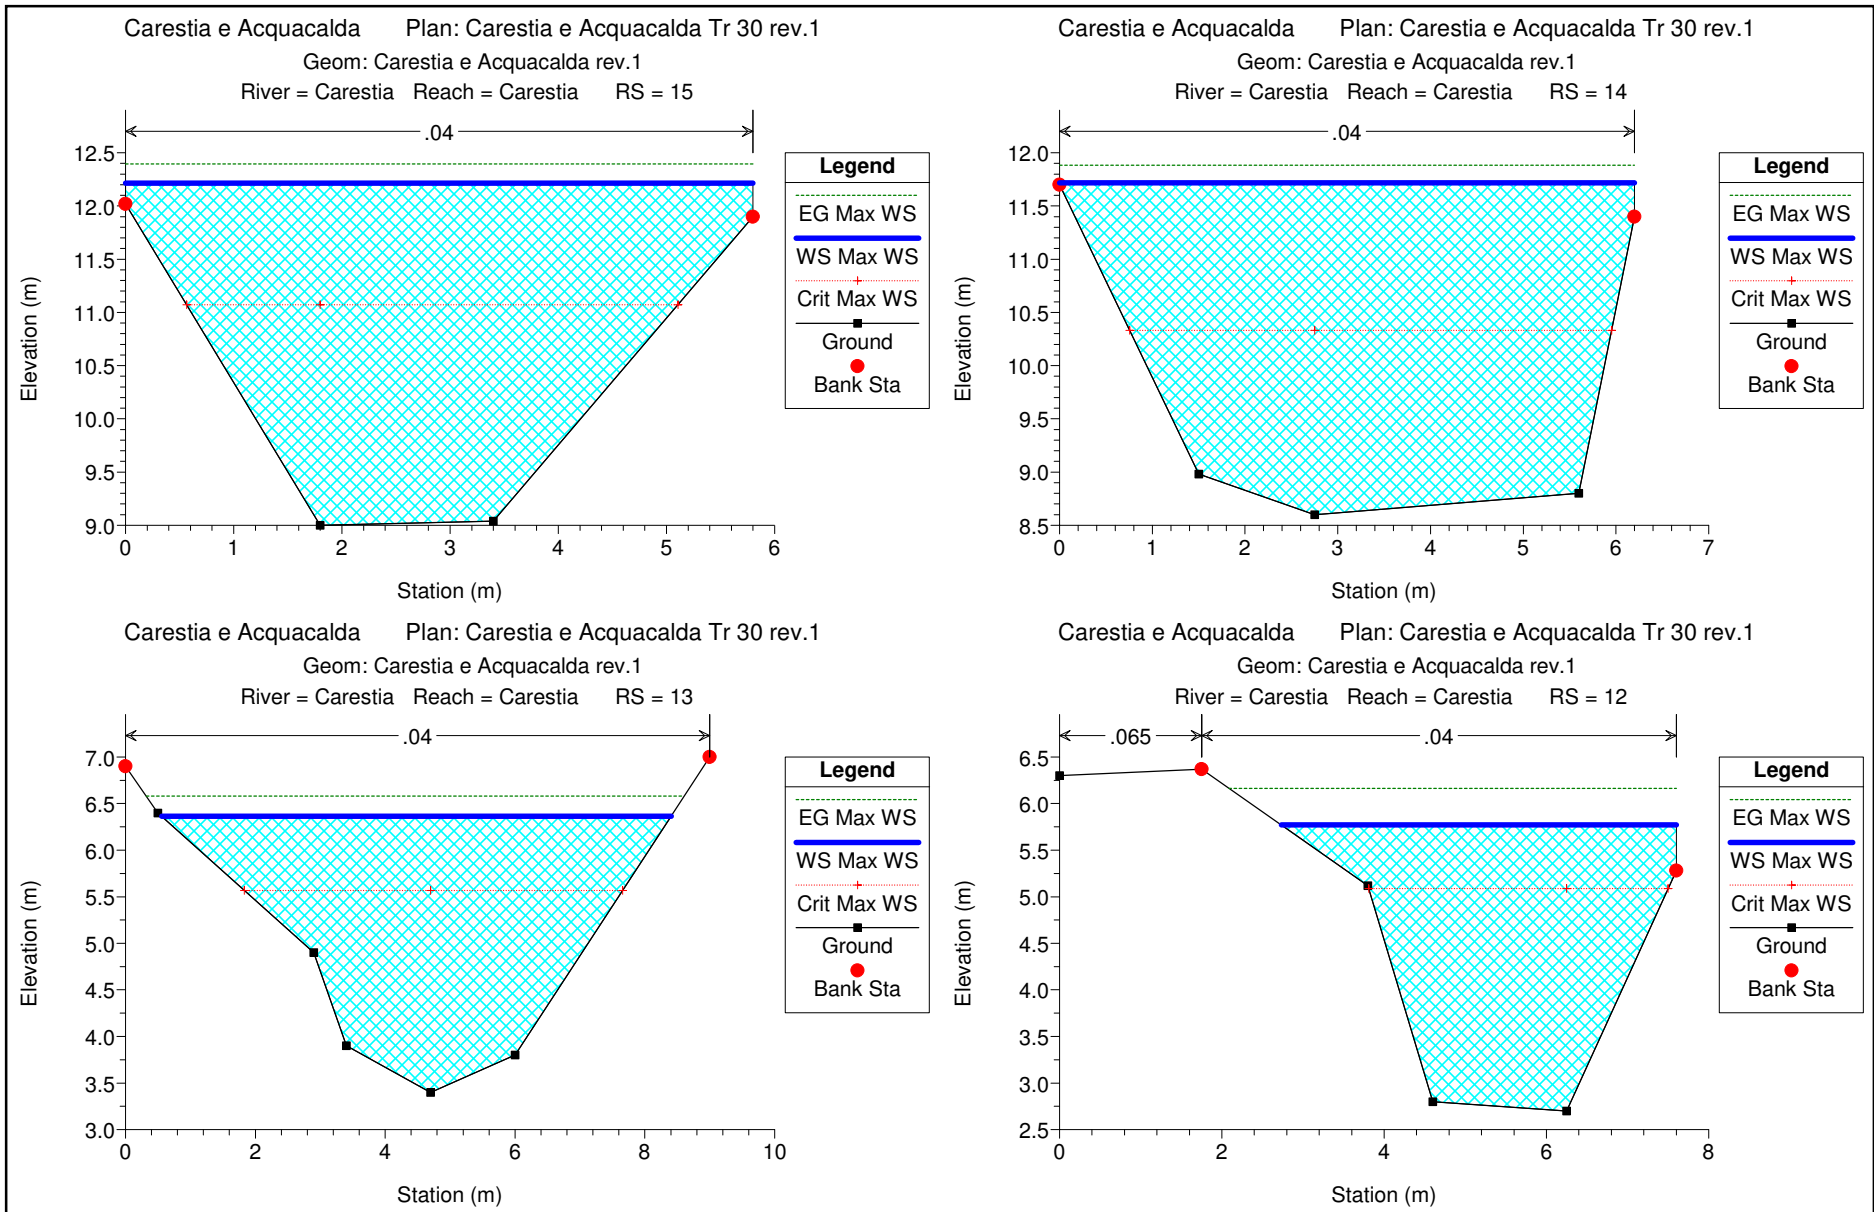 Carestia e Acquacalda Plan: Carestia e Acquacalda Tr 30 rev.1
Geom: Carestia e Acquacalda rev.1
River = Carestia Reach = Carestia RS = 15
.04
12.5
12.0
11.5
11.0
10.5
10.0
9.5
9.0
0 1 2 3 4 5 6
Station (m)
Elevation (m)
Legend
EG Max WS
WS Max WS
Crit Max WS
Ground
Bank Sta
Carestia e Acquacalda Plan: Carestia e Acquacalda Tr 30 rev.1
Geom: Carestia e Acquacalda rev.1
River = Carestia Reach = Carestia RS = 14
.04
12.0
11.5
11.0
10.5
10.0
9.5
9.0
8.5
0 1 2 3 4 5 6 7
Station (m)
Elevation (m)
Legend
EG Max WS
WS Max WS
Crit Max WS
Ground
Bank Sta
Carestia e Acquacalda Plan: Carestia e Acquacalda Tr 30 rev.1
Geom: Carestia e Acquacalda rev.1
River = Carestia Reach = Carestia RS = 13
.04
7.0
6.5
6.0
5.5
5.0
4.5
4.0
3.5
3.0
0 2 4 6 8 10
Station (m)
Elevation (m)
Legend
EG Max WS
WS Max WS
Crit Max WS
Ground
Bank Sta
Carestia e Acquacalda Plan: Carestia e Acquacalda Tr 30 rev.1
Geom: Carestia e Acquacalda rev.1
River = Carestia Reach = Carestia RS = 12
.065 .04
6.5
6.0
5.5
5.0
4.5
4.0
3.5
3.0
2.5
0 2 4 6 8
Station (m)
Elevation (m)
Legend
EG Max WS
WS Max WS
Crit Max WS
Ground
Bank Sta